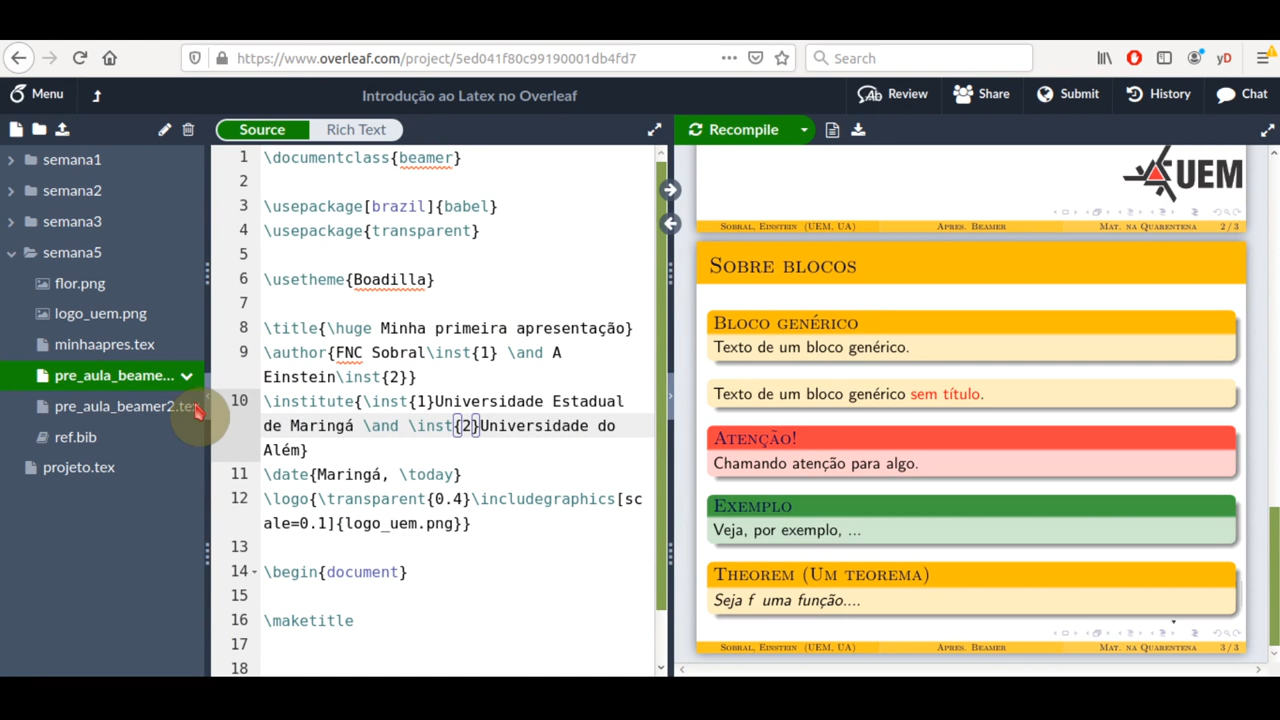 https://www.overleaf.com/project/5ed041f80c99190001db4fd7
Search
yD
Menu
Introdução ao Latex no Overleaf
Review
Share
Submit
History
Chat
Source
Rich Text
Recompile
semana1
semana2
semana3
semana5
flor.png
logo_uem.png
minhaapres.tex
pre_aula_beame...
pre_aula_beamer2.tex
ref.bib
projeto.tex
1 \documentclass{beamer}
2
3 \usepackage[brazil]{babel}
4 \usepackage{transparent}
5
6 \usetheme{Boadilla}
7
8 \title{\huge Minha primeira apresentação}
9 \author{FNC Sobral\inst{1} \and A
Einstein\inst{2}}
10 \institute{\inst{1}Universidade Estadual
de Maringá \and \inst{2}Universidade do
Além}
11 \date{Maringá, \today}
12 \logo{\transparent{0.4}\includegraphics[sc
ale=0.1]{logo_uem.png}}
13
14 \begin{document}
15
16 \maketitle
17
18
UEM
Sobral, Einstein (UEM, UA) Apres. Beamer Mat. na Quarentena 2 / 3
Sobre blocos
Bloco genérico
Texto de um bloco genérico.
Texto de um bloco genérico sem título.
Atenção!
Chamando atenção para algo.
Exemplo
Veja, por exemplo, ...
Theorem (Um teorema)
Seja f uma função....
Sobral, Einstein (UEM, UA) Apres. Beamer Mat. na Quarentena 3 / 3